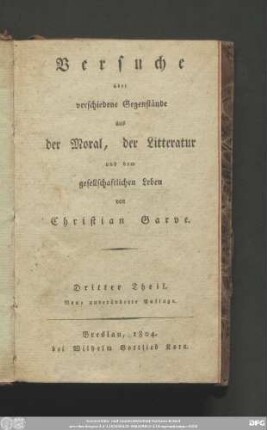 Versuche
über
verschiedene Gegenstände
aus
der Moral, der Litteratur
und dem
gesellschaftlichen Leben
von
Christian Garve.
Dritter Theil.
Neue unveränderte Auflage.
Breslau, 1804.
bei Wilhelm Gottlieb Korn.
DFG